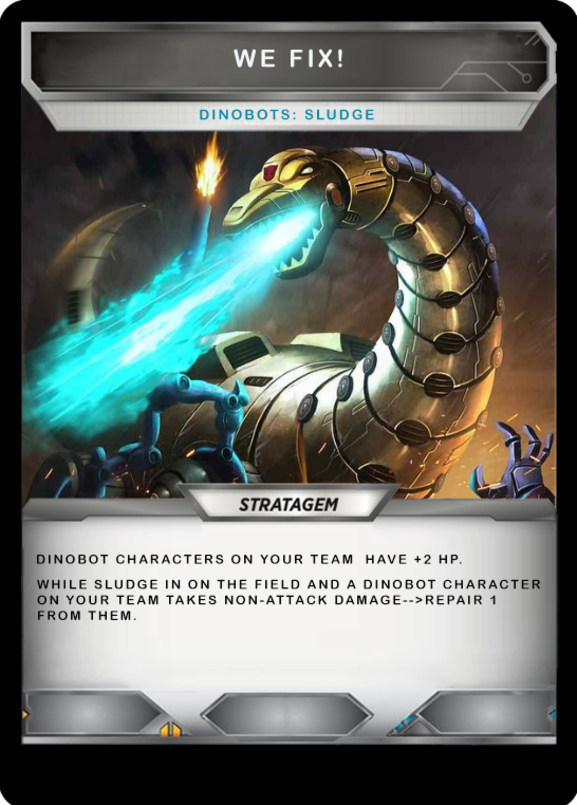 WE FIX!
DINOBOTS: SLUDGE
STRATAGEM
DINOBOT CHARACTERS ON YOUR TEAM HAVE +2 HP.
WHILE SLUDGE IN ON THE FIELD AND A DINOBOT CHARACTER
ON YOUR TEAM TAKES NON-ATTACK DAMAGE-->REPAIR 1
FROM THEM.